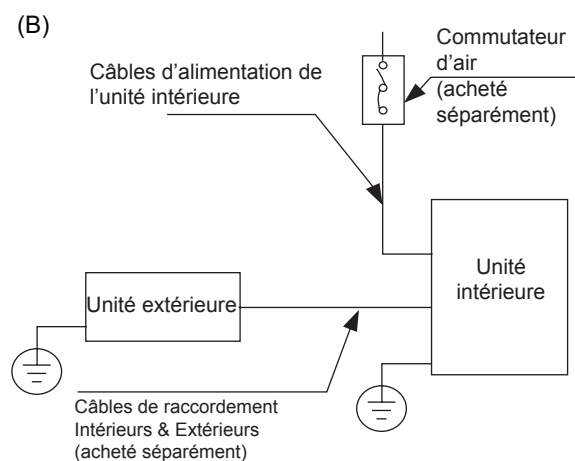 (B)
Commutateur
d’air
(acheté
séparément)
Câbles d’alimentation de
l’unité intérieure
Unité
intérieure
Unité extérieure
Câbles de raccordement
Intérieurs & Extérieurs
(acheté séparément)